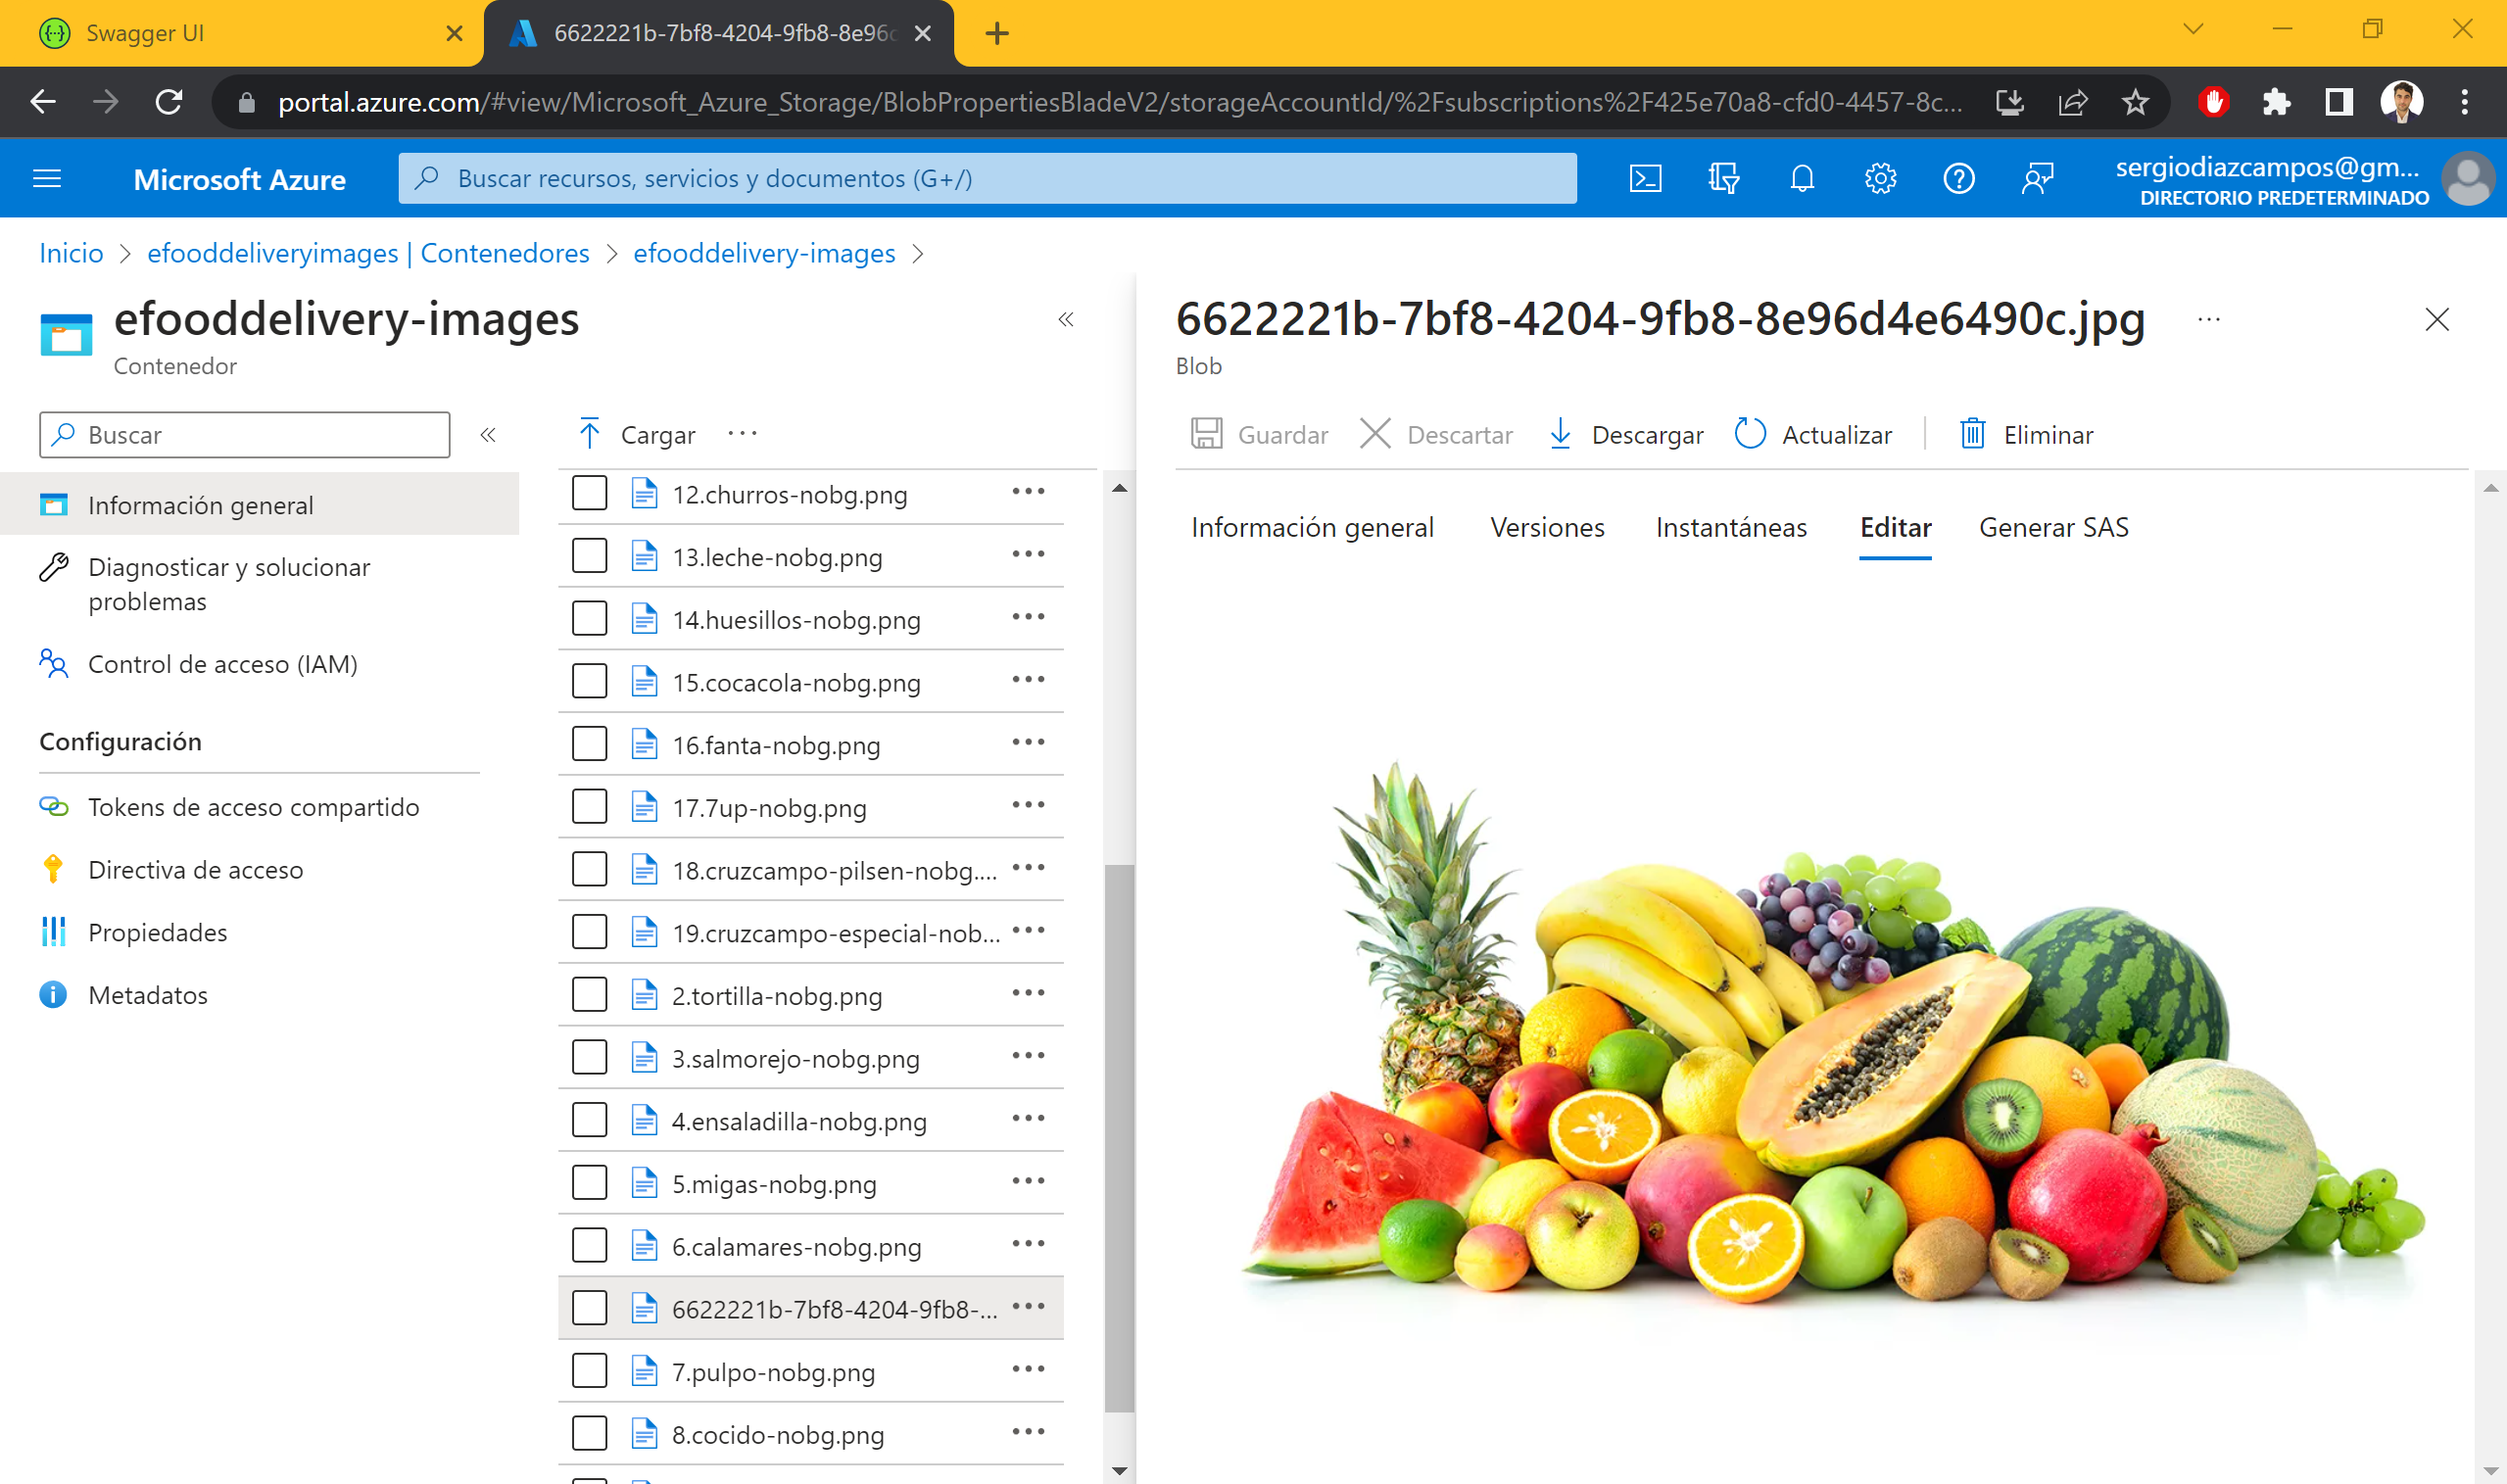 Swagger UI
6622221b-7bf8-4204-9fb8-8e96
portal.azure.com/#view/Microsoft_Azure_Storage/BlobPropertiesBladeV2/storageAccountId/%2Fsubscriptions%2F425e70a8-cfd0-4457-8c...
Microsoft Azure
Buscar recursos, servicios y documentos (G+/)
sergiodiazcampos@gm...
DIRECTORIO PREDETERMINADO
Inicio > efooddeliveryimages | Contenedores > efooddelivery-images >
efooddelivery-images
Contenedor
Buscar
Información general
Diagnosticar y solucionar
problemas
Control de acceso (IAM)
Configuración
Tokens de acceso compartido
Directiva de acceso
Propiedades
Metadatos
Cargar ...
12.churros-nobg.png
13.leche-nobg.png
14.huesillos-nobg.png
15.cocacola-nobg.png
16.fanta-nobg.png
17.7up-nobg.png
18.cruzcampo-pilsen-nobg....
19.cruzcampo-especial-nob...
2.tortilla-nobg.png
3.salmorejo-nobg.png
4.ensaladilla-nobg.png
5.migas-nobg.png
6.calamares-nobg.png
6622221b-7bf8-4204-9fb8-...
7.pulpo-nobg.png
8.cocido-nobg.png
6622221b-7bf8-4204-9fb8-8e96d4e6490c.jpg ...
Blob
Guardar Descartar Descargar Actualizar Eliminar
Información general Versiones Instantáneas Editar Generar SAS